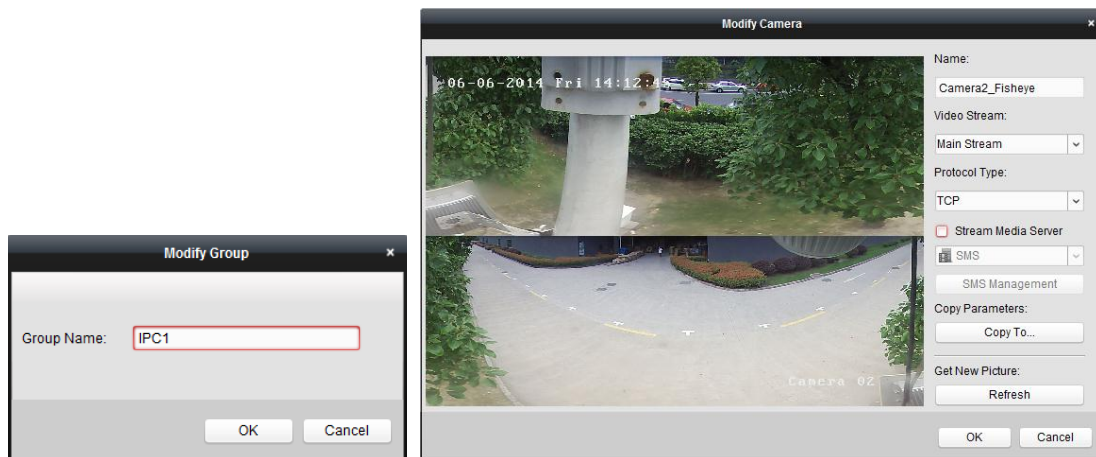 Modify Group ×
Group Name: IPC1
OK Cancel
Modify Camera ×
06-06-2014 Fri 14:12:45
Camera 02
Name:
Camera2_Fisheye
Video Stream:
Main Stream
Protocol Type:
TCP
Stream Media Server
SMS
SMS Management
Copy Parameters:
Copy To...
Get New Picture:
Refresh
OK Cancel